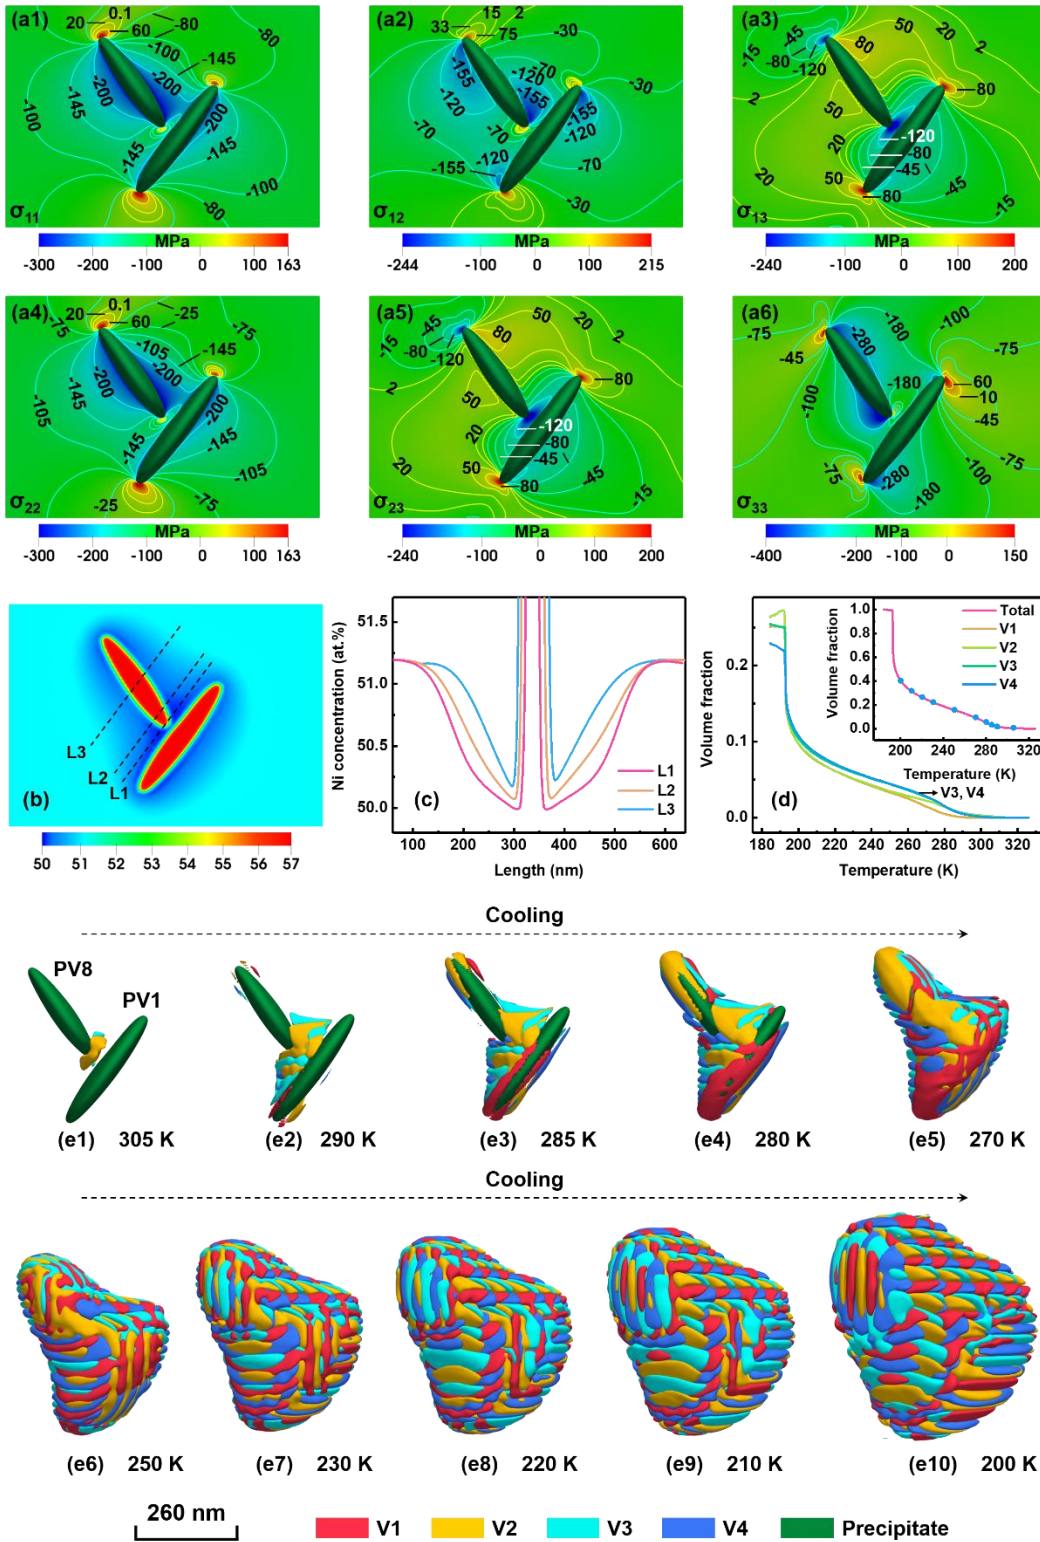 (a1) 20 0.1 -80 60 -100 -80 -145 -200 -200 -145 -200 -100 -145 -145 -100 -80
σ11
MPa
-300 -200 -100 0 100 163
(a2) 15 2 33 75 -30 -155 -120 -70 -120 -155 -30 -120 -155 -70 -120 -70 -120 -70 -155 -30
σ12
MPa
-244 -100 0 100 215
(a3) -45 50 2 -15 -80 80 -120 80 2 50 -120 20 -80 -45 20 50 -45 80 -15
σ13
MPa
-240 -100 0 100 200
(a4) 0.1 20 -25 -75 60 -75 -105 -145 -200 -200 -145 -200 -105 -145 -145 -105 -75 -25
σ22
MPa
-300 -200 -100 0 100 163
(a5) -45 50 2 -15 80 -80 -120 2 80 50 20 -120 -80 -45 20 50 -45 80 -15
σ23
MPa
-240 -100 0 100 200
(a6) -180 -100 -75 -280 -75 -45 -180 60 10 -100 -45 -75 -75 -100 -280 -180
σ33
MPa
-400 -200 -100 0 150
L3
L2
L1
(b)
50 51 52 53 54 55 56 57
Ni concentration (at.%)
51.5
51.0
50.5
50.0
(c)
L1
L2
L3
100 200 300 400 500 600
Length (nm)
Volume fraction
0.2
0.1
0.0
Volume fraction
1.0
0.8
0.6
0.4
0.2
0.0
Total
V1
V2
V3
V4
200 240 280 320
Temperature (K)
V3, V4
(d)
180 200 220 240 260 280 300 320
Temperature (K)
Cooling
PV8
PV1
(e1) 305 K (e2) 290 K (e3) 285 K (e4) 280 K (e5) 270 K
Cooling
(e6) 250 K (e7) 230 K (e8) 220 K (e9) 210 K (e10) 200 K
260 nm V1 V2 V3 V4 Precipitate